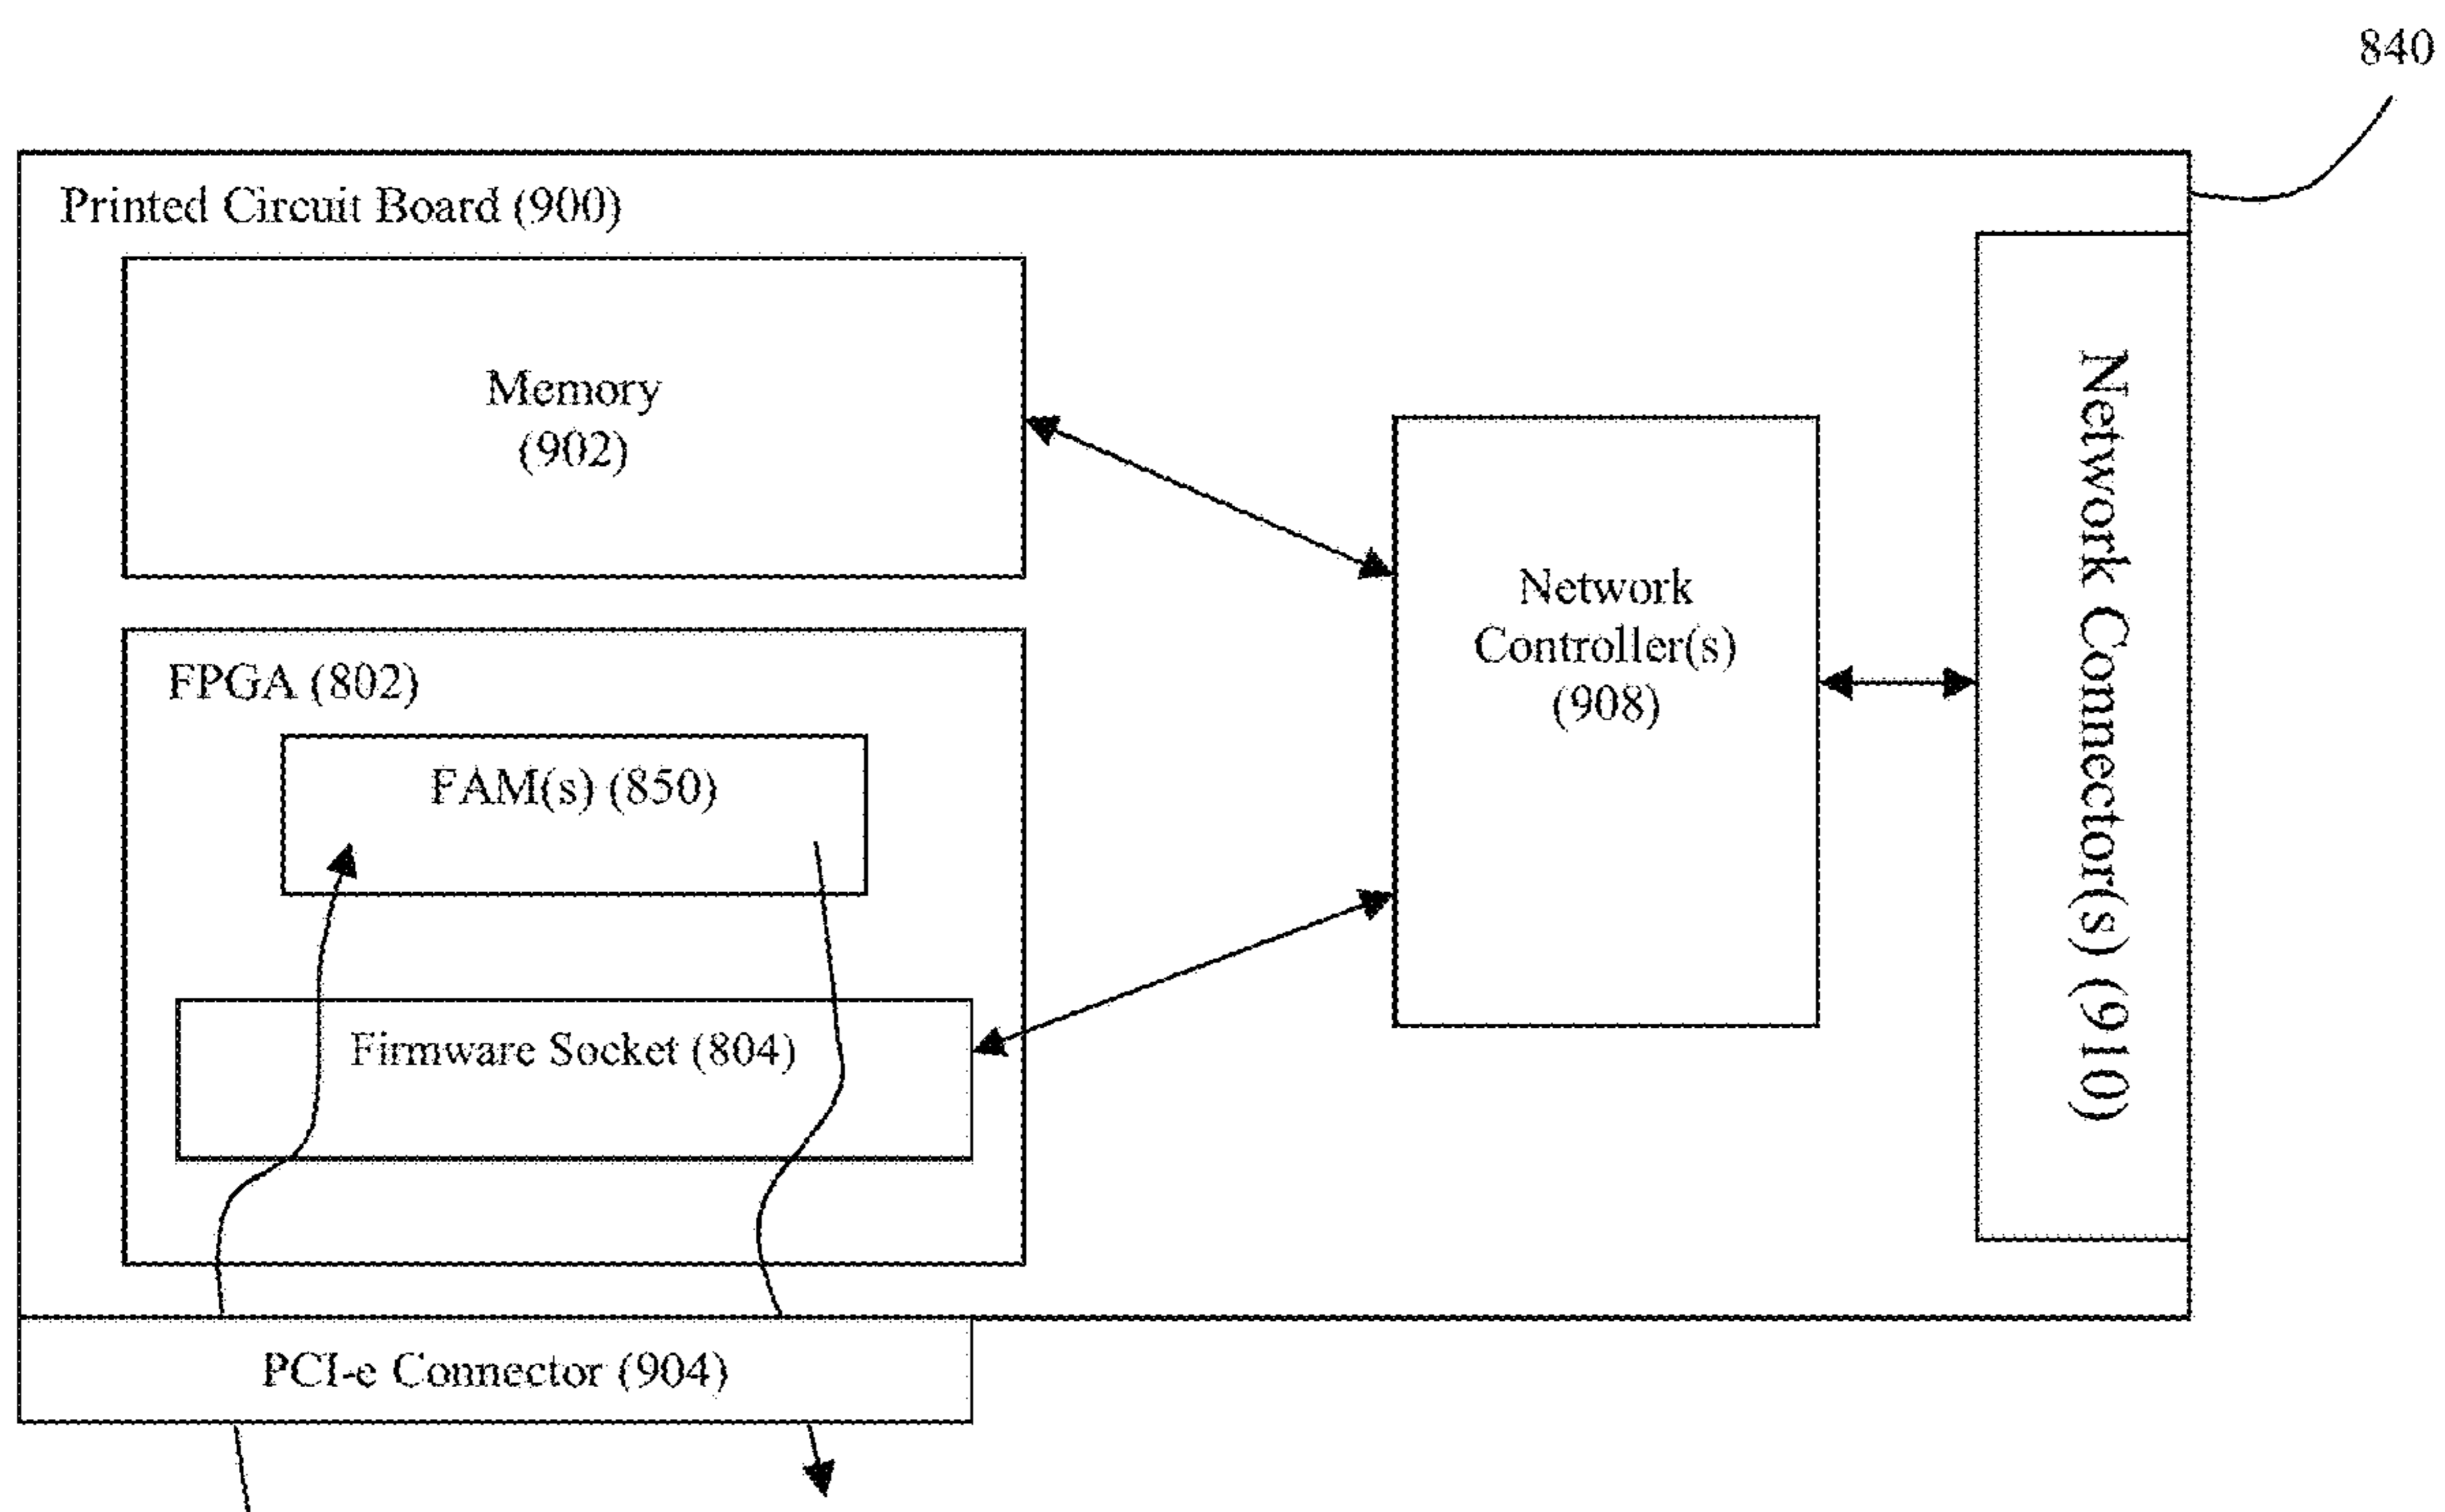 840
Printed Circuit Board (900)
Memory
(902)
Network
Controller(s)
(908)
Network Connector(s) (910)
FPGA (802)
FAM(s) (850)
Firmware Socket (804)
PCI-e Connector (904)